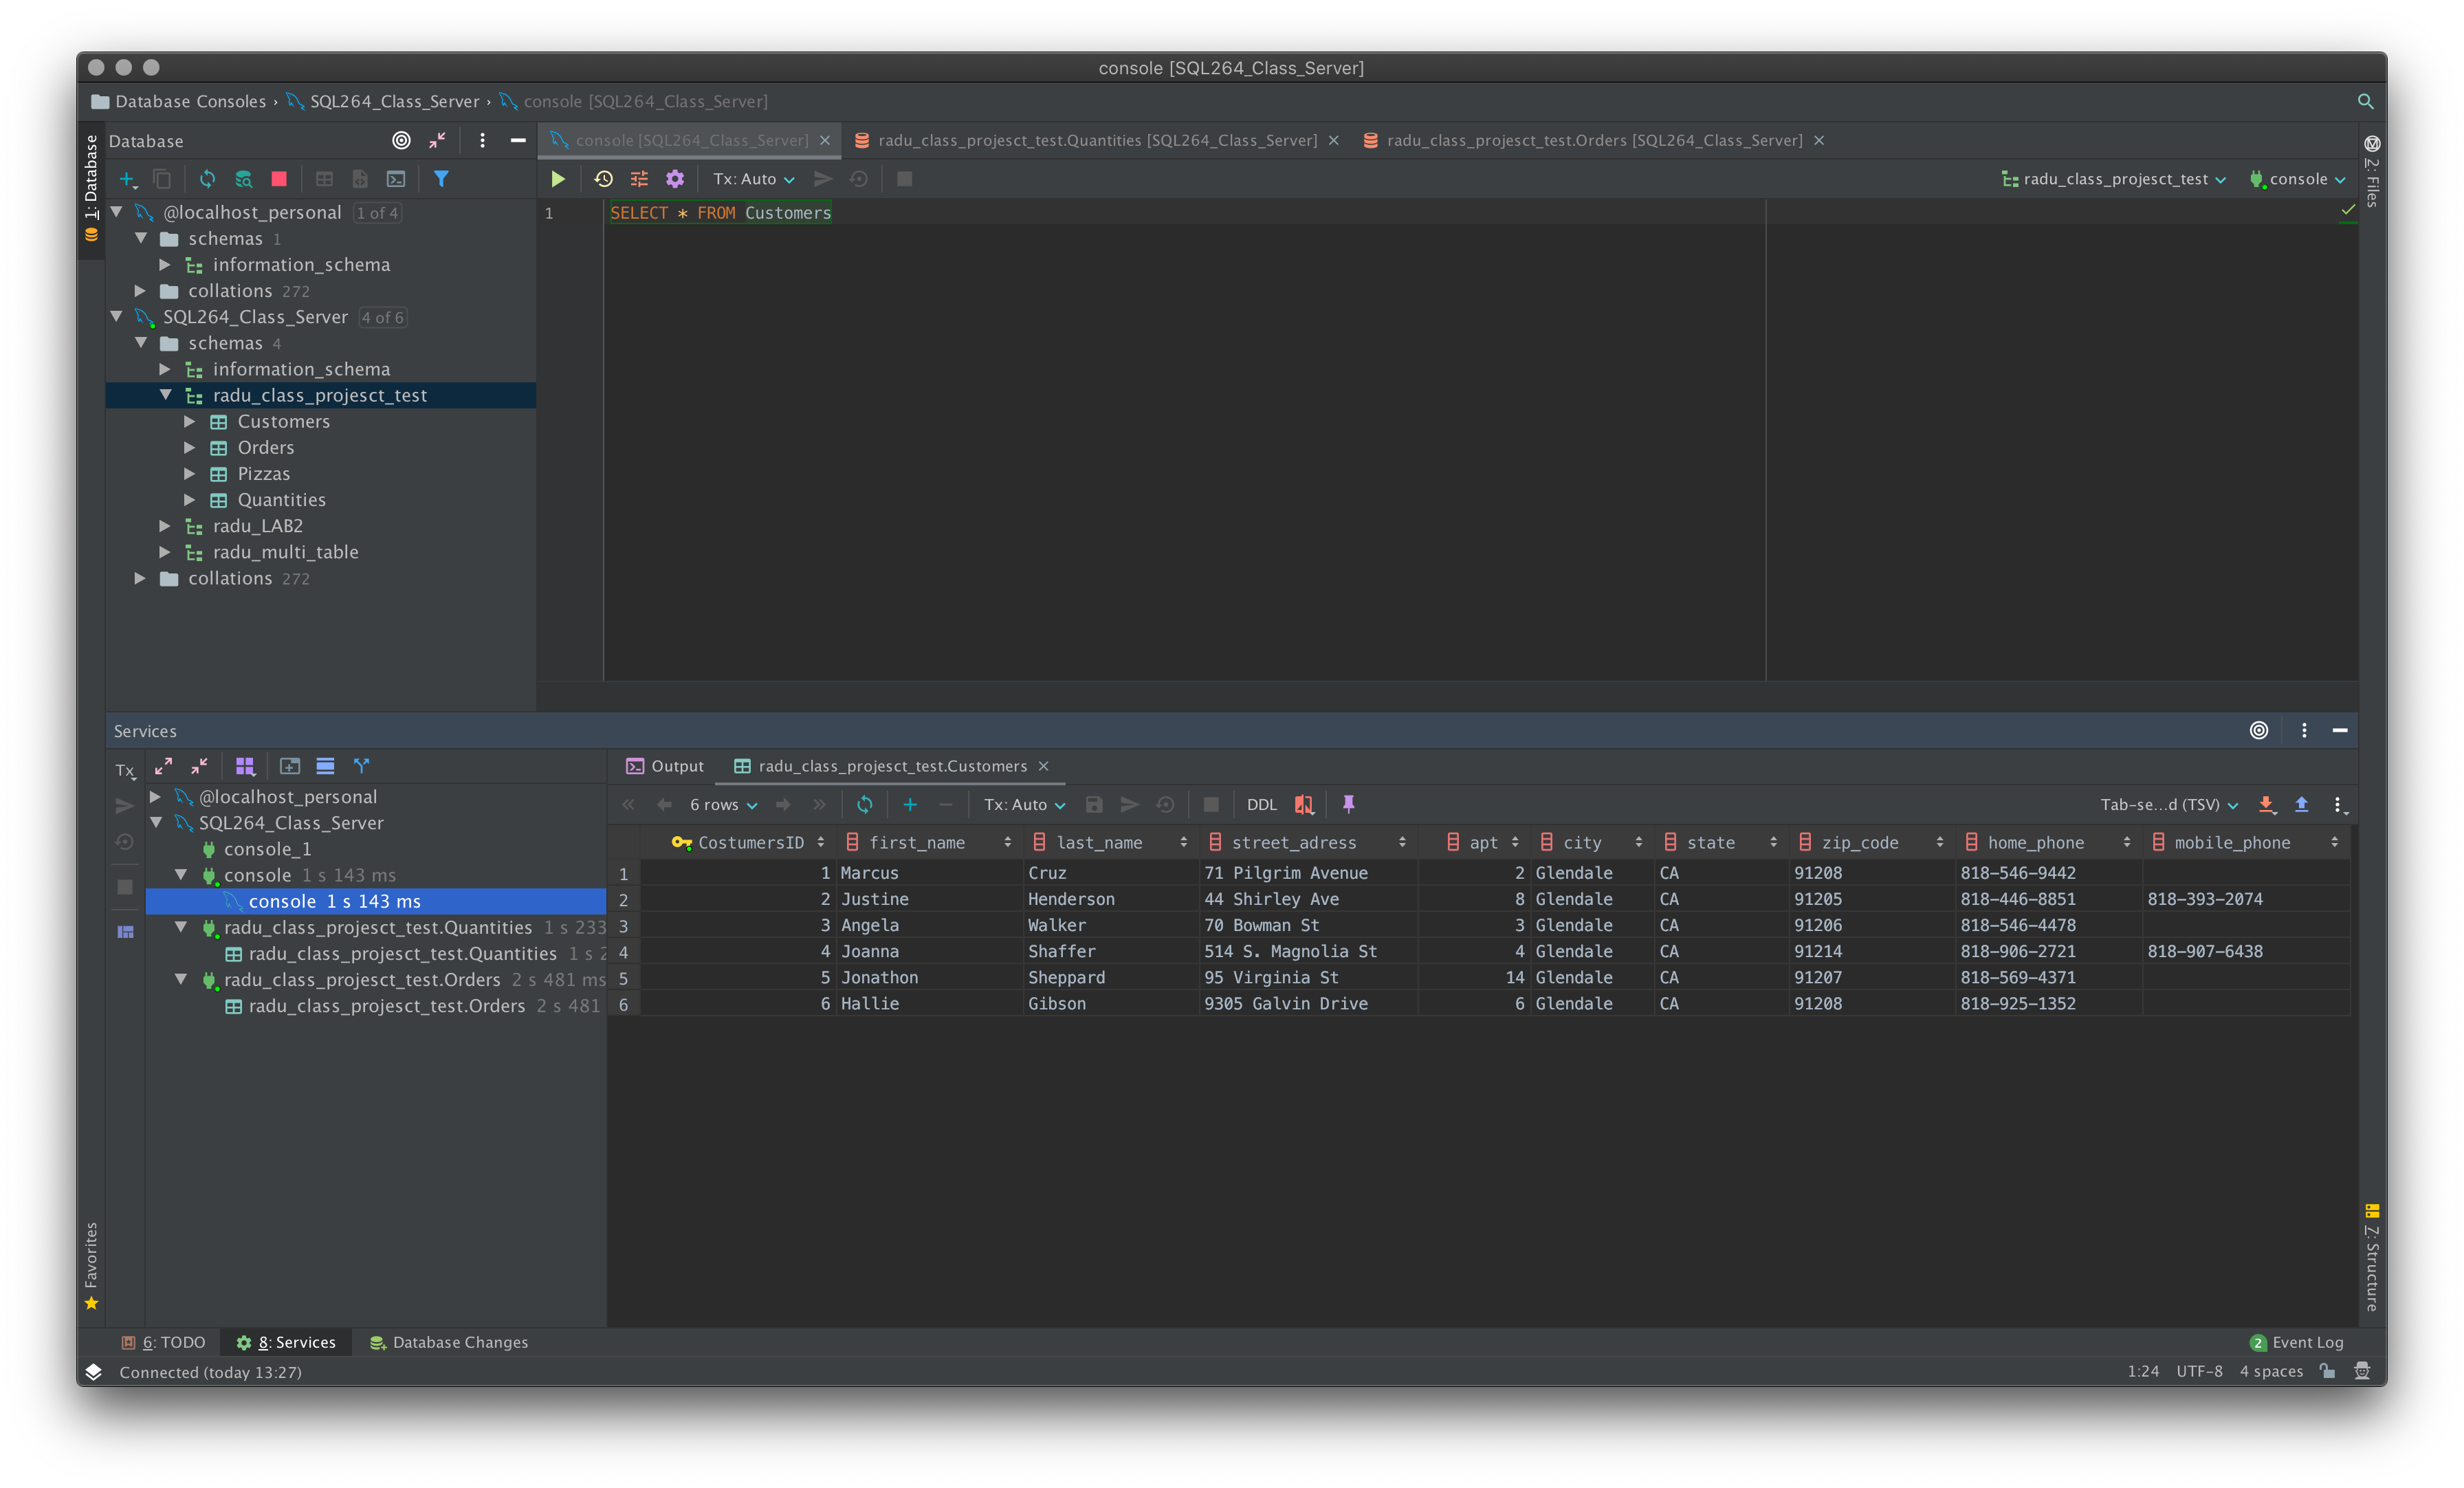 console [SQL264_Class_Server]
Database Consoles › SQL264_Class_Server › console [SQL264_Class_Server]
1: Database
Database
console [SQL264_Class_Server]
radu_class_projesct_test.Quantities [SQL264_Class_Server]
radu_class_projesct_test.Orders [SQL264_Class_Server]
2: Files
Tx: Auto
radu_class_projesct_test
console
@localhost_personal 1 of 4
schemas 1
information_schema
collations 272
SQL264_Class_Server 4 of 6
schemas 4
information_schema
radu_class_projesct_test
Customers
Orders
Pizzas
Quantities
radu_LAB2
radu_multi_table
collations 272
1 SELECT * FROM Customers
Services
Tx
@localhost_personal
SQL264_Class_Server
console_1
console 1 s 143 ms
console 1 s 143 ms
radu_class_projesct_test.Quantities 1 s 233
radu_class_projesct_test.Quantities 1 s 2
radu_class_projesct_test.Orders 2 s 481 ms
radu_class_projesct_test.Orders 2 s 481
Output
radu_class_projesct_test.Customers
6 rows
Tx: Auto
DDL
Tab-se...d (TSV)
CostumersID first_name last_name street_adress apt city state zip_code home_phone mobile_phone
1 1 Marcus Cruz 71 Pilgrim Avenue 2 Glendale CA 91208 818-546-9442
2 2 Justine Henderson 44 Shirley Ave 8 Glendale CA 91205 818-446-8851 818-393-2074
3 3 Angela Walker 70 Bowman St 3 Glendale CA 91206 818-546-4478
4 4 Joanna Shaffer 514 S. Magnolia St 4 Glendale CA 91214 818-906-2721 818-907-6438
5 5 Jonathon Sheppard 95 Virginia St 14 Glendale CA 91207 818-569-4371
6 6 Hallie Gibson 9305 Galvin Drive 6 Glendale CA 91208 818-925-1352
Favorites
7: Structure
6: TODO
8: Services
Database Changes
2 Event Log
Connected (today 13:27)
1:24 UTF-8 4 spaces